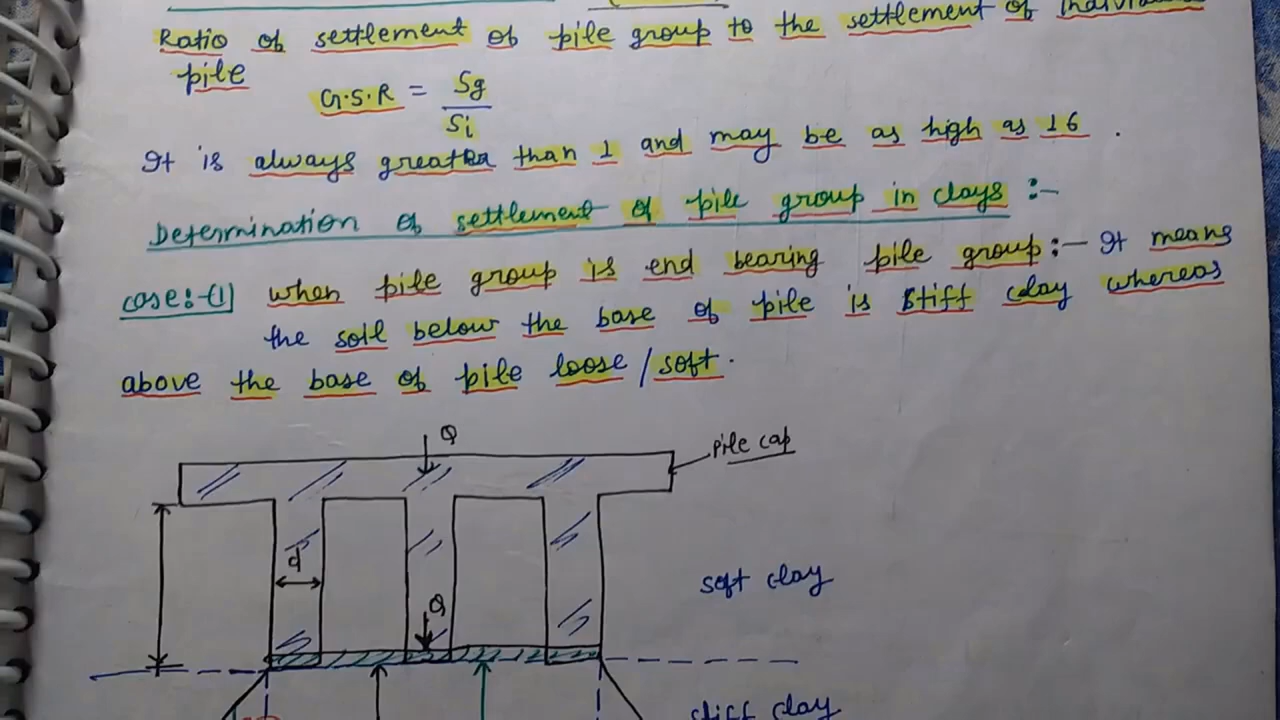 Ratio of settlement of pile group to the settlement of individual
pile
G.S.R = Sg
Si
It is always greater than 1 and may be as high as 16 .
Determination of settlement of pile group in clays :-
case:-(1) when pile group is end bearing pile group:- It means
the soil below the base of pile is stiff clay whereas
above the base of pile loose/soft.
Q
pile cap
d
soft clay
Q
stiff clay